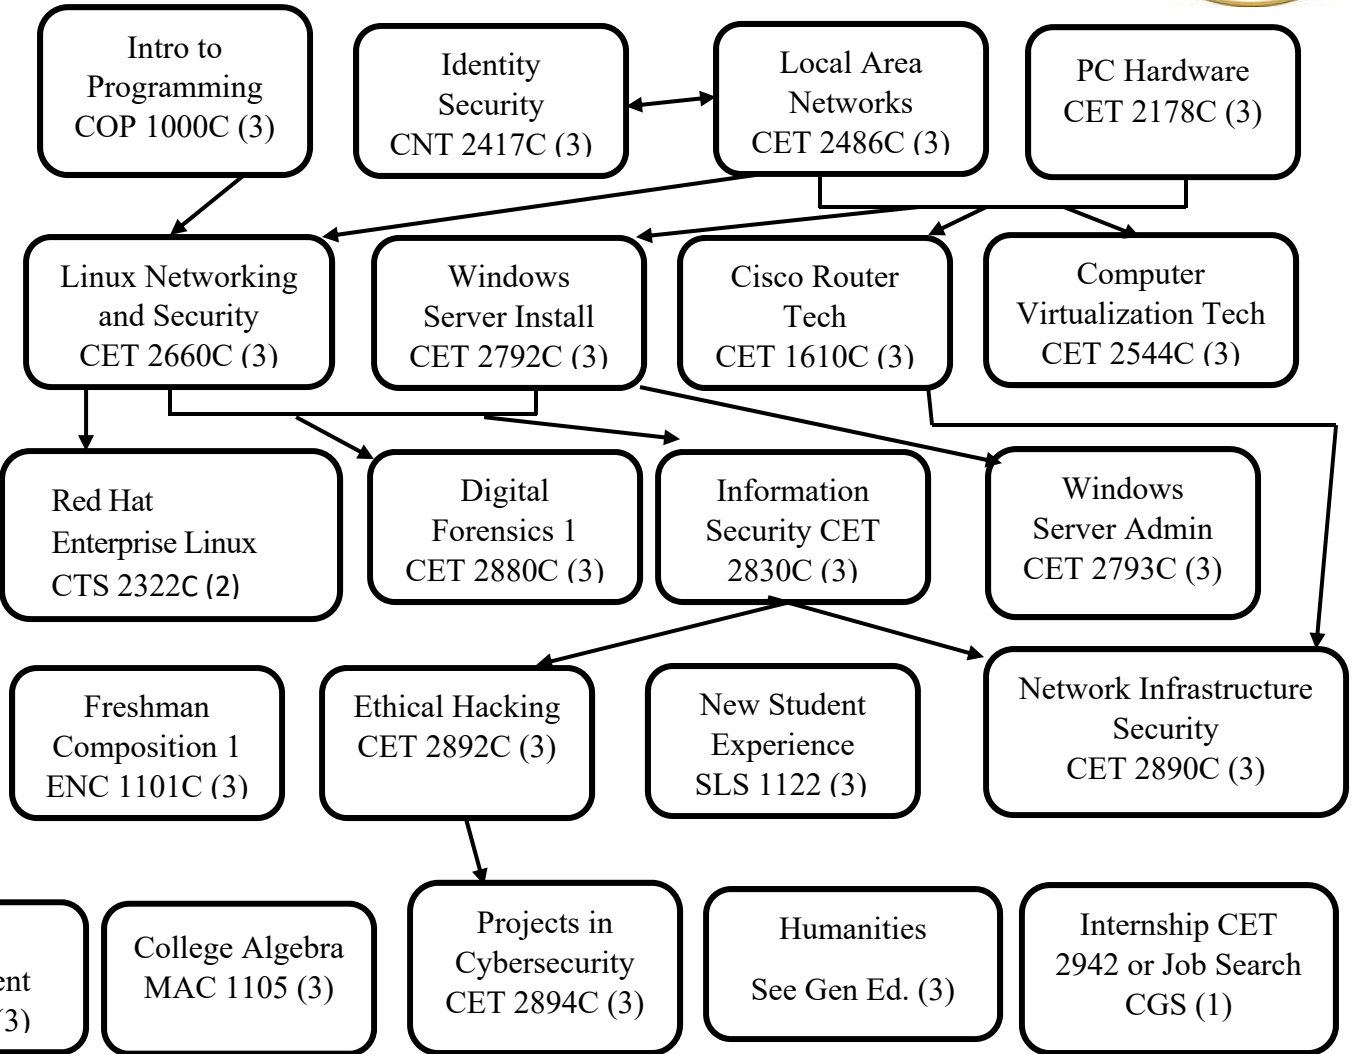 Intro to
Programming
COP 1000C (3)
Identity
Security
CNT 2417C (3)
Local Area
Networks
CET 2486C (3)
PC Hardware
CET 2178C (3)
Linux Networking
and Security
CET 2660C (3)
Windows
Server Install
CET 2792C (3)
Cisco Router
Tech
CET 1610C (3)
Computer
Virtualization Tech
CET 2544C (3)
Red Hat
Enterprise Linux
CTS 2322C (2)
Digital
Forensics 1
CET 2880C (3)
Information
Security CET
2830C (3)
Windows
Server Admin
CET 2793C (3)
Freshman
Composition 1
ENC 1101C (3)
Ethical Hacking
CET 2892C (3)
New Student
Experience
SLS 1122 (3)
Network Infrastructure
Security
CET 2890C (3)
ent
(3)
College Algebra
MAC 1105 (3)
Projects in
Cybersecurity
CET 2894C (3)
Humanities
See Gen Ed. (3)
Internship CET
2942 or Job Search
CGS (1)